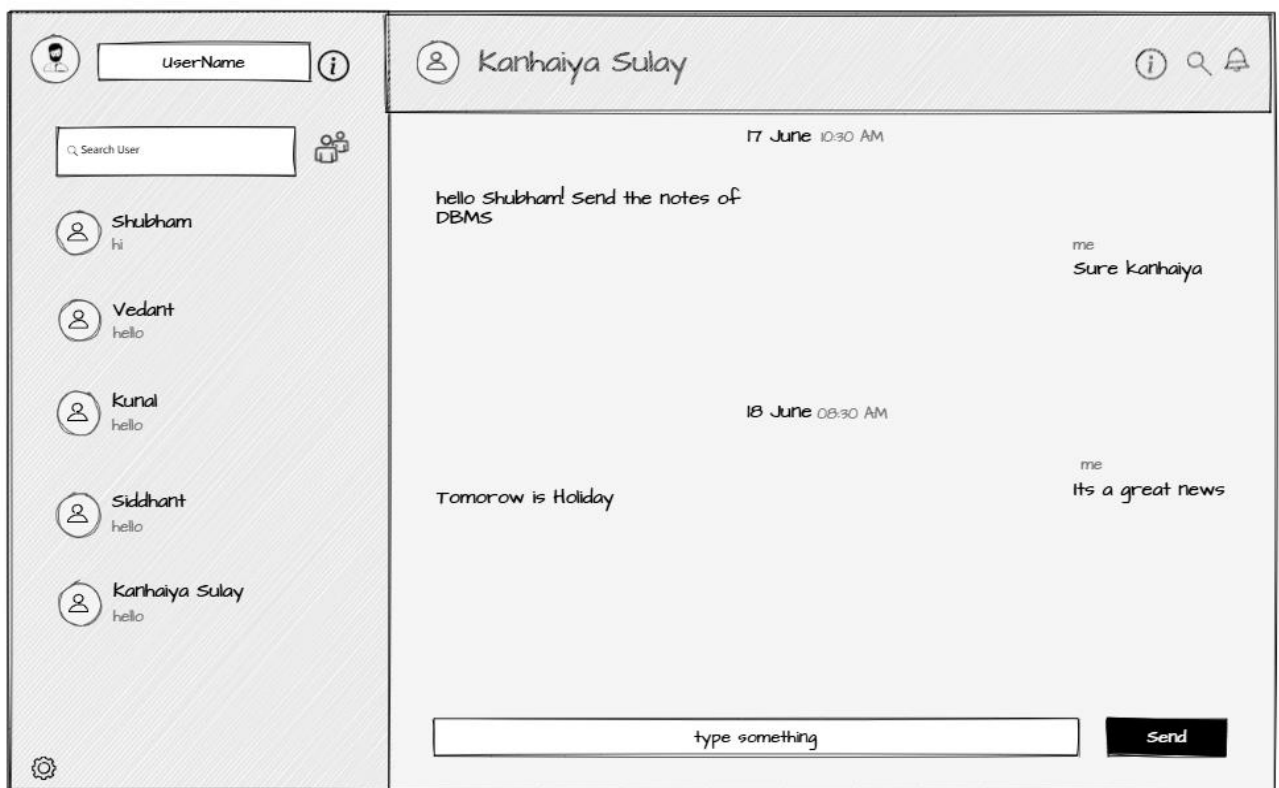 UserName
Search User
Shubham
hi
Vedant
hello
Kunal
hello
Siddhant
hello
Kanhaiya Sulay
hello
Kanhaiya Sulay
17 June 10:30 AM
hello Shubham! Send the notes of
DBMS
me
Sure kanhaiya
18 June 08:30 AM
me
Tomorow is Holiday
Its a great news
type something
Send